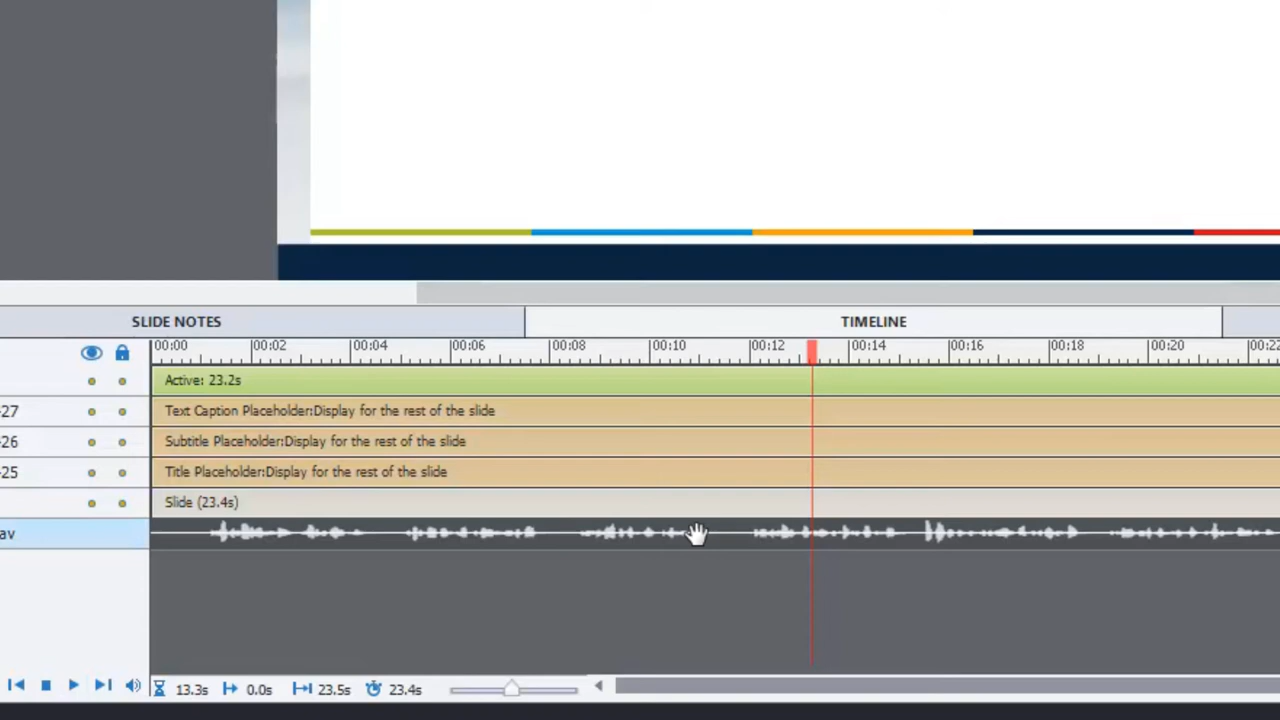 SLIDE NOTES TIMELINE
00:00 00:02 00:04 00:06 00:08 00:10 00:12 00:14 00:16 00:18 00:20 00:22
Active: 23.2s
-27 Text Caption Placeholder:Display for the rest of the slide
-26 Subtitle Placeholder:Display for the rest of the slide
-25 Title Placeholder:Display for the rest of the slide
Slide (23.4s)
av
13.3s 0.0s 23.5s 23.4s